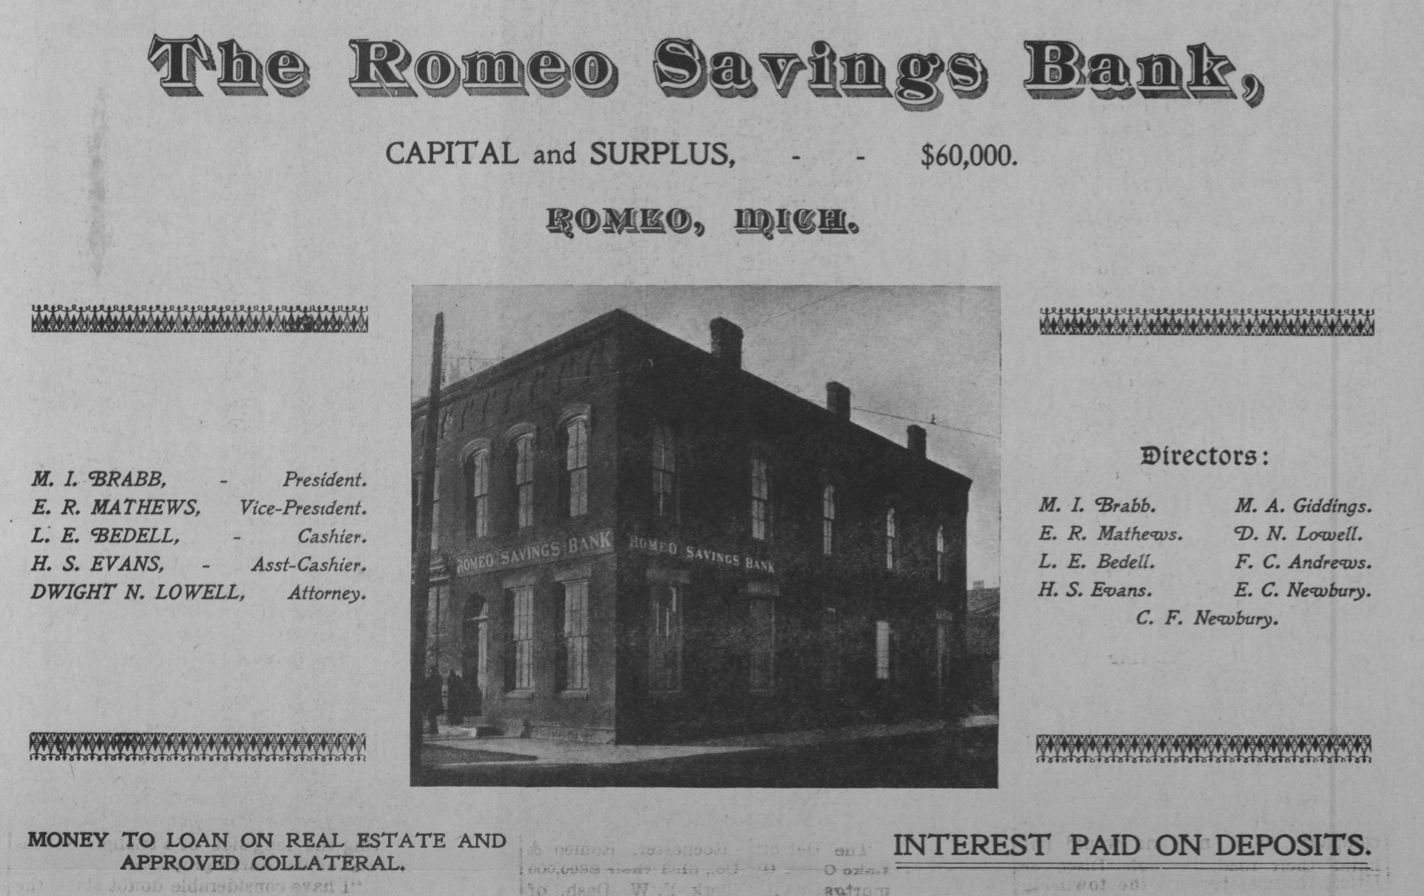 The Romeo Savings Bank,
CAPITAL and SURPLUS, - - $60,000.
ROMEO, MICH.
M. I. BRABB, - President.
E. R. MATHEWS, Vice-President.
L. E. BEDELL, - Cashier.
H. S. EVANS, - Asst-Cashier.
DWIGHT N. LOWELL, Attorney.
ROMEO SAVINGS BANK
ROMEO SAVINGS BANK
Directors:
M. I. Brabb. M. A. Giddings.
E. R. Mathews. D. N. Lowell.
L. E. Bedell. F. C. Andrews.
H. S. Evans. E. C. Newbury.
C. F. Newbury.
MONEY TO LOAN ON REAL ESTATE AND
APPROVED COLLATERAL.
INTEREST PAID ON DEPOSITS.